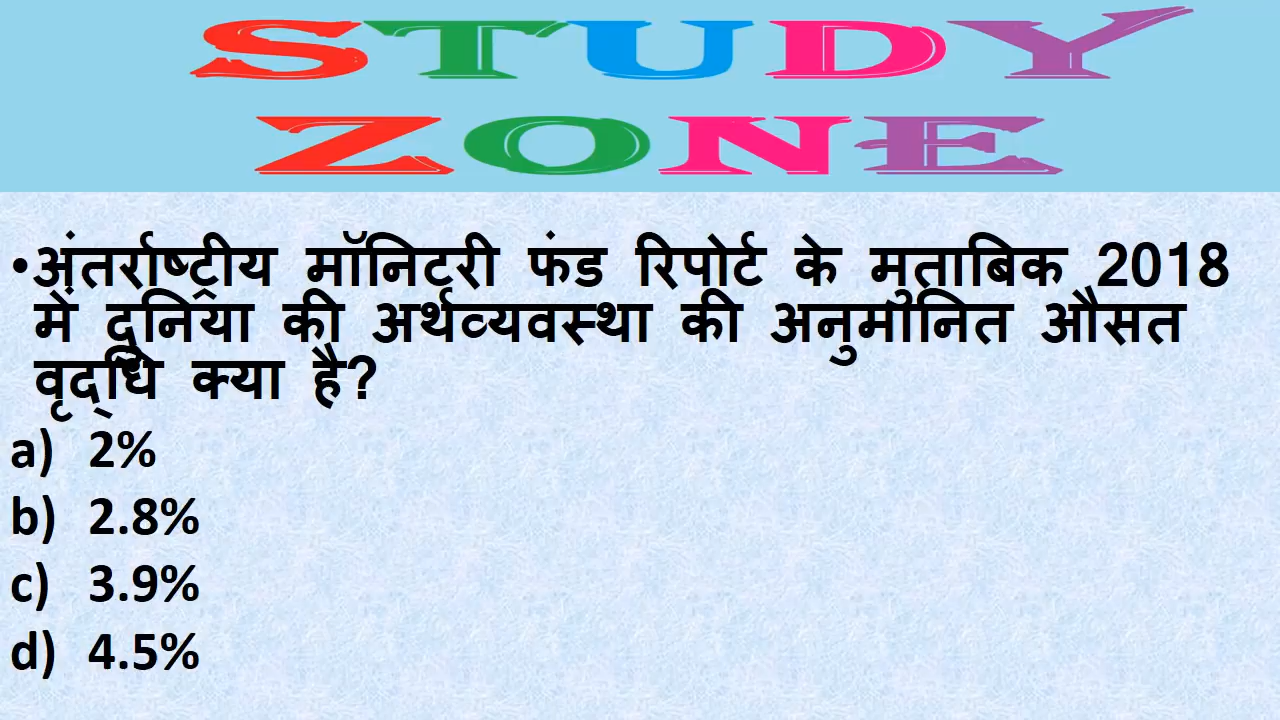 STUDY
ZONE
•अंतर्राष्ट्रीय मॉनिटरी फंड रिपोर्ट के मुताबिक 2018
में दुनिया की अर्थव्यवस्था की अनुमानित औसत
वृद्धि क्या है?
a) 2%
b) 2.8%
c) 3.9%
d) 4.5%